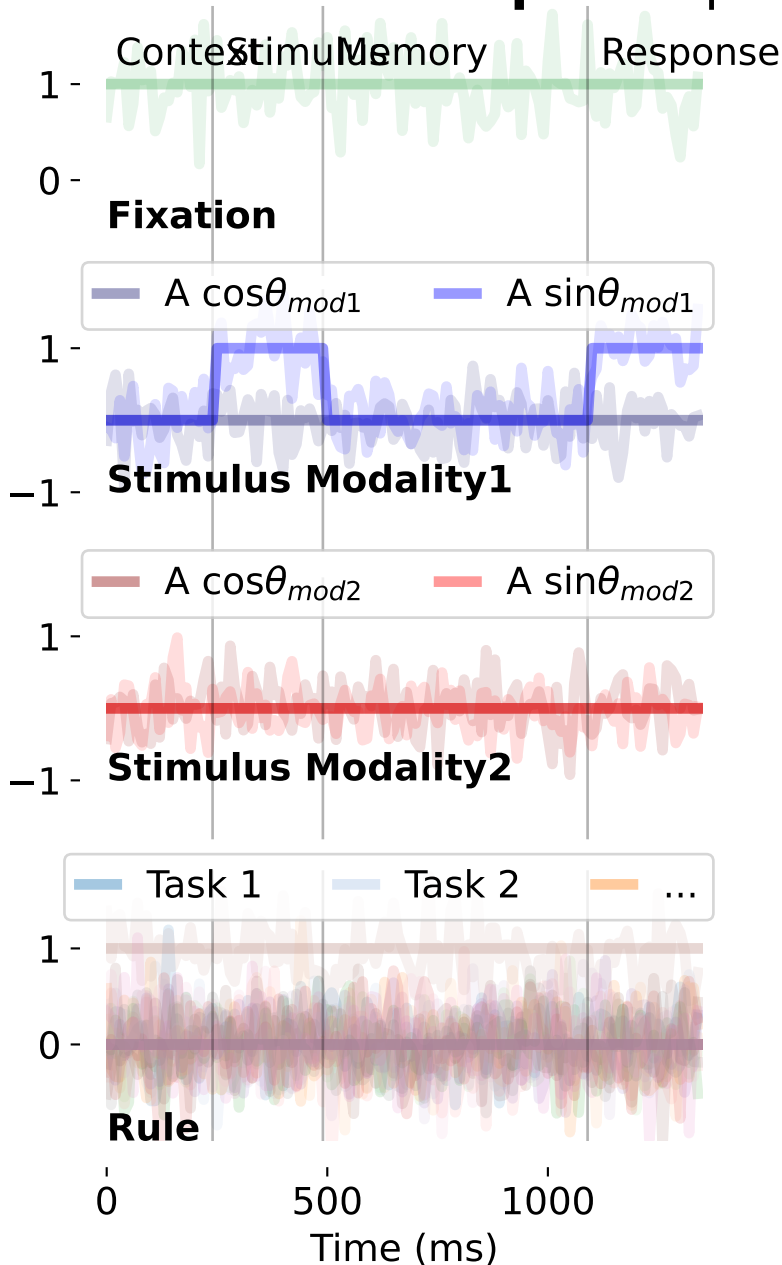 Context Stimulus Memory Response
1
0
Fixation
A cosθmod1 A sinθmod1
1
−1
Stimulus Modality1
A cosθmod2 A sinθmod2
1
−1
Stimulus Modality2
Task 1 Task 2 ...
1
0
Rule
0 500 1000
Time (ms)